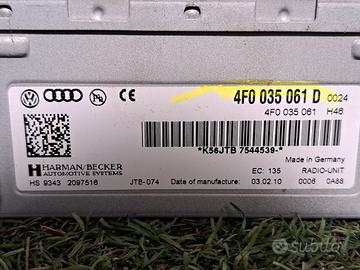 4F0 035 061 D 0024
4F0 035 061 H46
CE
*K56JTB 7544539-*
HARMAN/BECKER
AUTOMOTIVE SYSTEMS
Made in Germany
EC: 135 RADIO-UNIT
HS 9343 2097516 JTB-074 Date of manufacture: 03.02.10 0006 0A88
subito